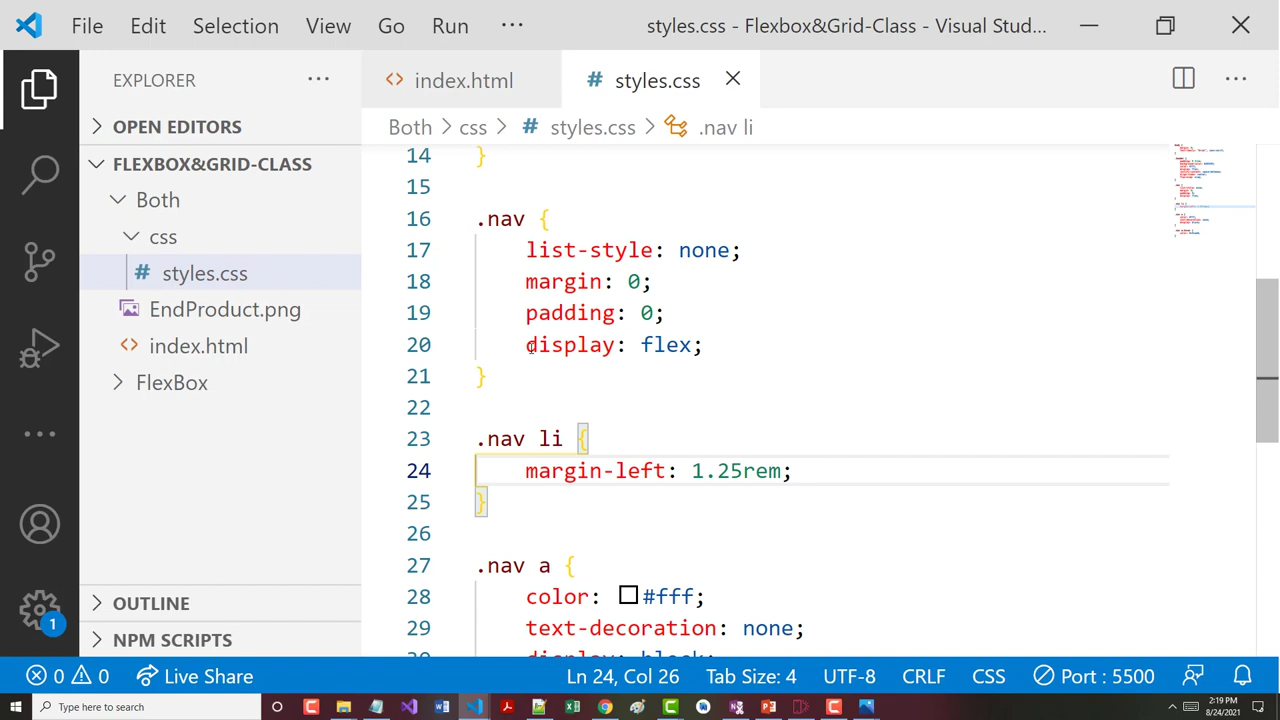 File Edit Selection View Go Run ··· styles.css - Flexbox&Grid-Class - Visual Stud...
EXPLORER ···
OPEN EDITORS
FLEXBOX&GRID-CLASS
Both
css
# styles.css
EndProduct.png
<> index.html
FlexBox
OUTLINE
NPM SCRIPTS
<> index.html # styles.css
Both > css > # styles.css > .nav li
14 }
15
16 .nav {
17 list-style: none;
18 margin: 0;
19 padding: 0;
20 display: flex;
21 }
22
23 .nav li {
24 margin-left: 1.25rem;
25 }
26
27 .nav a {
28 color: #fff;
29 text-decoration: none;
30 display: block;
1
0 0 Live Share Ln 24, Col 26 Tab Size: 4 UTF-8 CRLF CSS Port : 5500
Type here to search
2:19 PM
8/24/2021